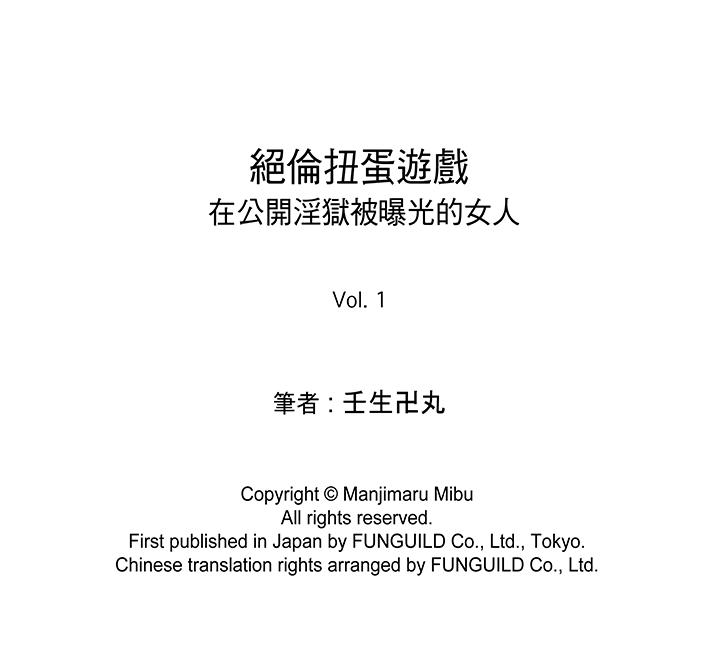 絕倫扭蛋遊戲
在公開淫獄被曝光的女人
Vol. 1
筆者：壬生卍丸
Copyright © Manjimaru Mibu
All rights reserved.
First published in Japan by FUNGUILD Co., Ltd., Tokyo.
Chinese translation rights arranged by FUNGUILD Co., Ltd.